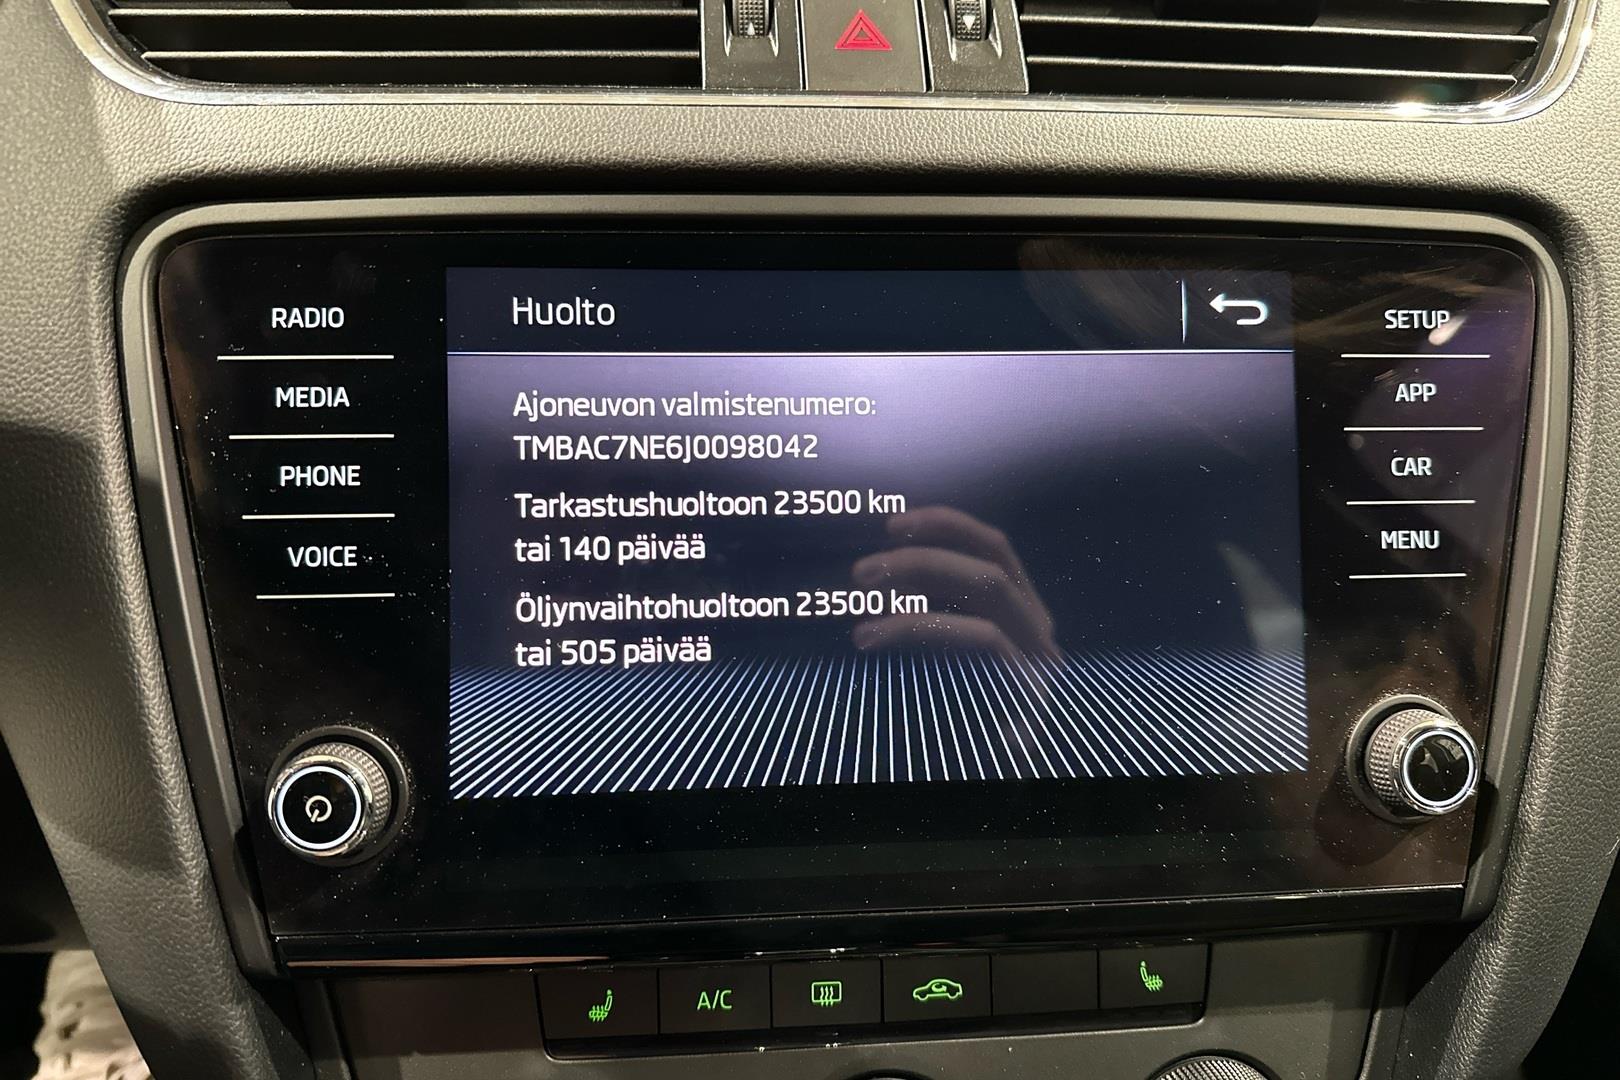 Huolto
RADIO
MEDIA
PHONE
VOICE
Ajoneuvon valmistenumero:
TMBAC7NE6J0098042
Tarkastushuoltoon 23500 km
tai 140 päivää
Öljynvaihtohuoltoon 23500 km
tai 505 päivää
SETUP
APP
CAR
MENU
A/C